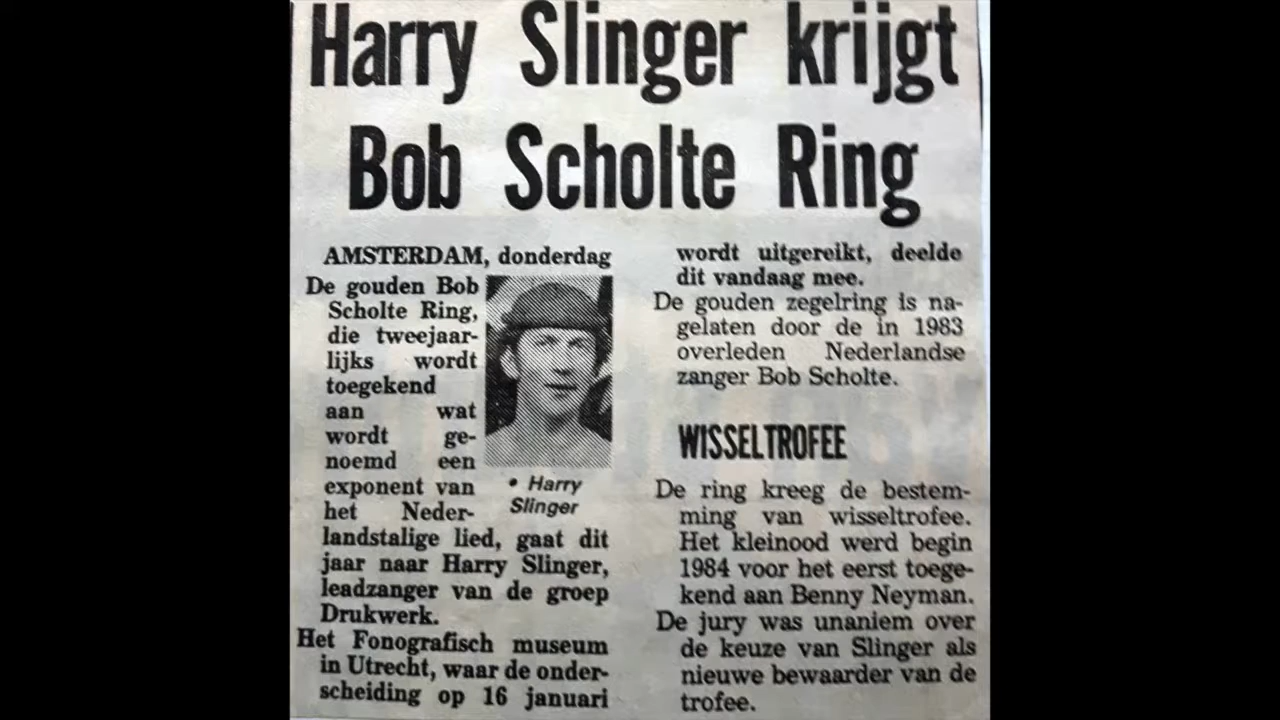 Harry Slinger krijgt
Bob Scholte Ring
AMSTERDAM, donderdag
De gouden Bob
Scholte Ring,
die tweejaar-
lijks wordt
toegekend
aan wat
wordt ge-
noemd een
exponent van
het Neder-
landstalige lied, gaat dit
jaar naar Harry Slinger,
leadzanger van de groep
Drukwerk.
Het Fonografisch museum
in Utrecht, waar de onder-
scheiding op 16 januari
• Harry
Slinger
wordt uitgereikt, deelde
dit vandaag mee.
De gouden zegelring is na-
gelaten door de in 1983
overleden Nederlandse
zanger Bob Scholte.
WISSELTROFEE
De ring kreeg de bestem-
ming van wisseltrofee.
Het kleinood werd begin
1984 voor het eerst toege-
kend aan Benny Neyman.
De jury was unaniem over
de keuze van Slinger als
nieuwe bewaarder van de
trofee.